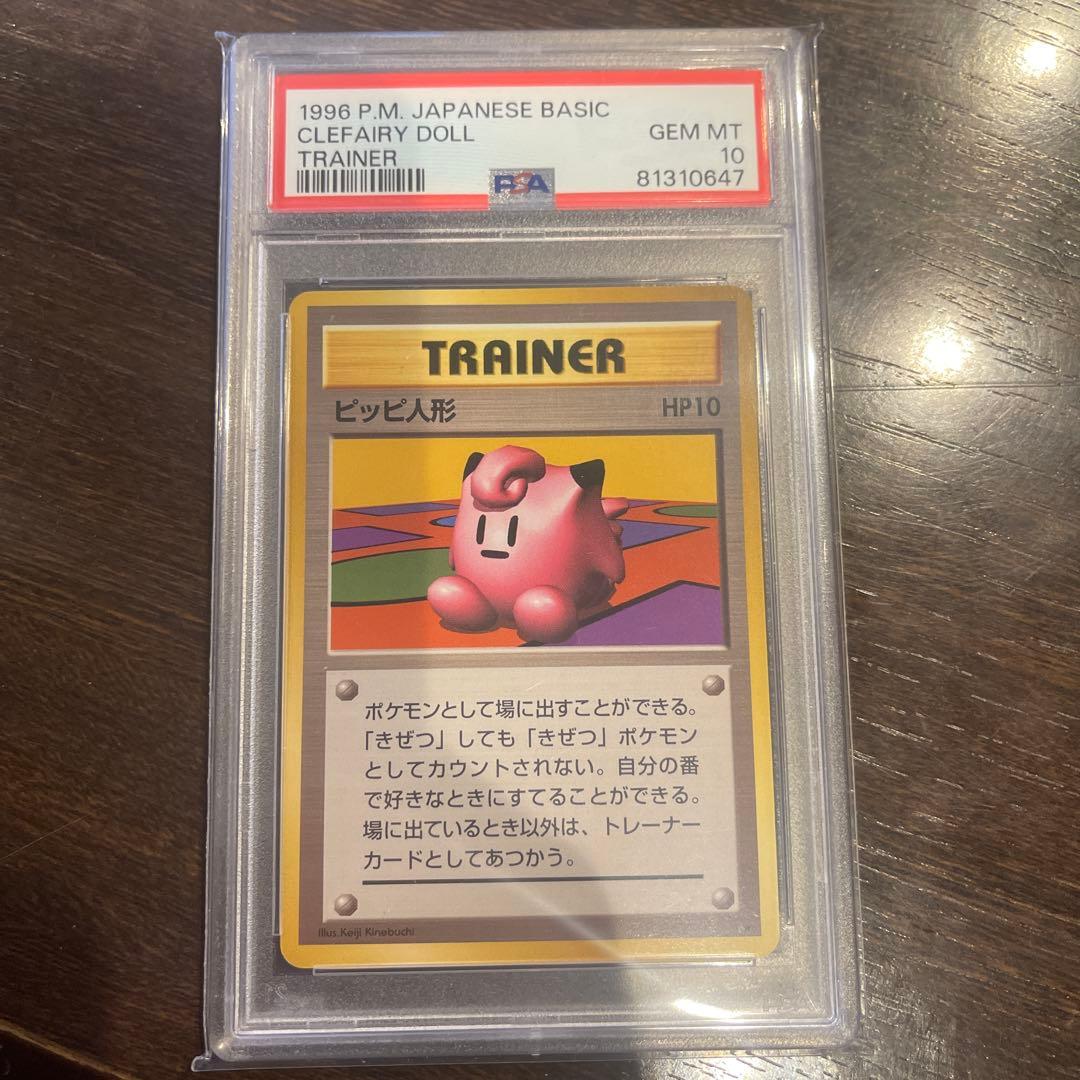 1996 P.M. JAPANESE BASIC
CLEFAIRY DOLL GEM MT
TRAINER 10
PSA 81310647
TRAINER
ピッピ人形 HP10
ポケモンとして場に出すことができる。
「きぜつ」しても「きぜつ」ポケモン
としてカウントされない。自分の番
で好きなときにすてることができる。
場に出ているとき以外は、トレーナー
カードとしてあつかう。
Illus.Keiji Kinebuchi